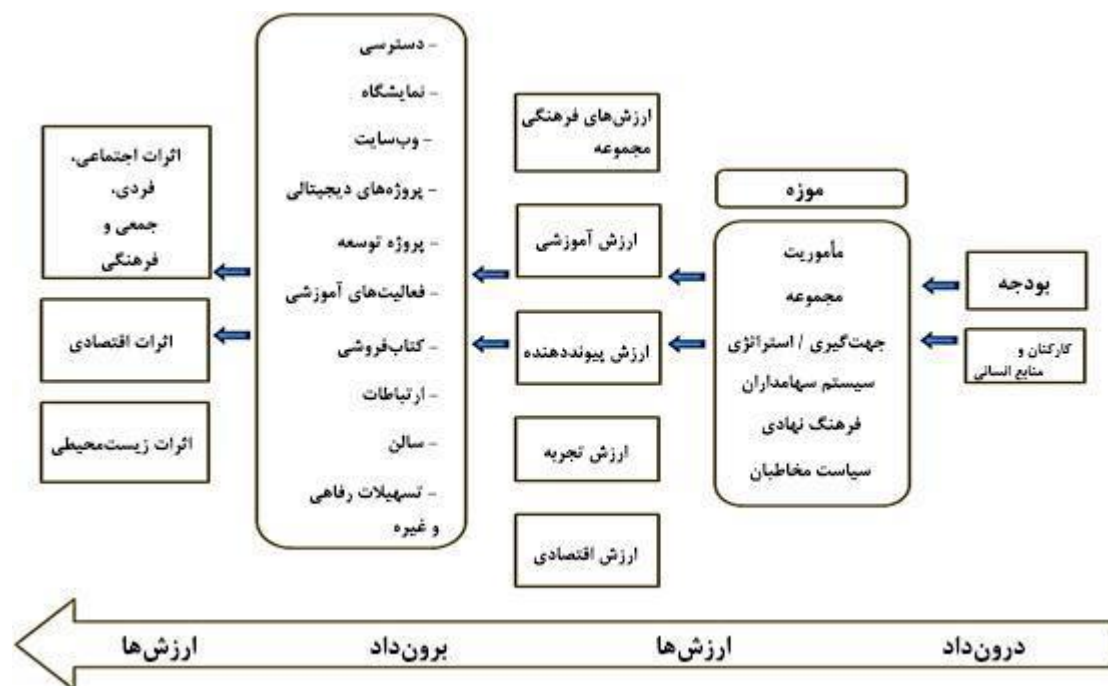 بودجه
کارکنان و
منابع انسانی
موزه
مأموریت
مجموعه
جهت‌گیری / استراتژی
سیستم سهامداران
فرهنگ نهادی
سیاست مخاطبان
ارزش‌های فرهنگی
مجموعه
ارزش آموزشی
ارزش پیونددهنده
ارزش تجربه
ارزش اقتصادی
- دسترسی
- نمایشگاه
- وب‌سایت
- پروژه‌های دیجیتالی
- پروژه توسعه
- فعالیت‌های آموزشی
- کتاب‌فروشی
- ارتباطات
- سالن
- تسهیلات رفاهی
و غیره
اثرات اجتماعی،
فردی،
جمعی و
فرهنگی
اثرات اقتصادی
اثرات زیست‌محیطی
درون‌داد
ارزش‌ها
برون‌داد
ارزش‌ها